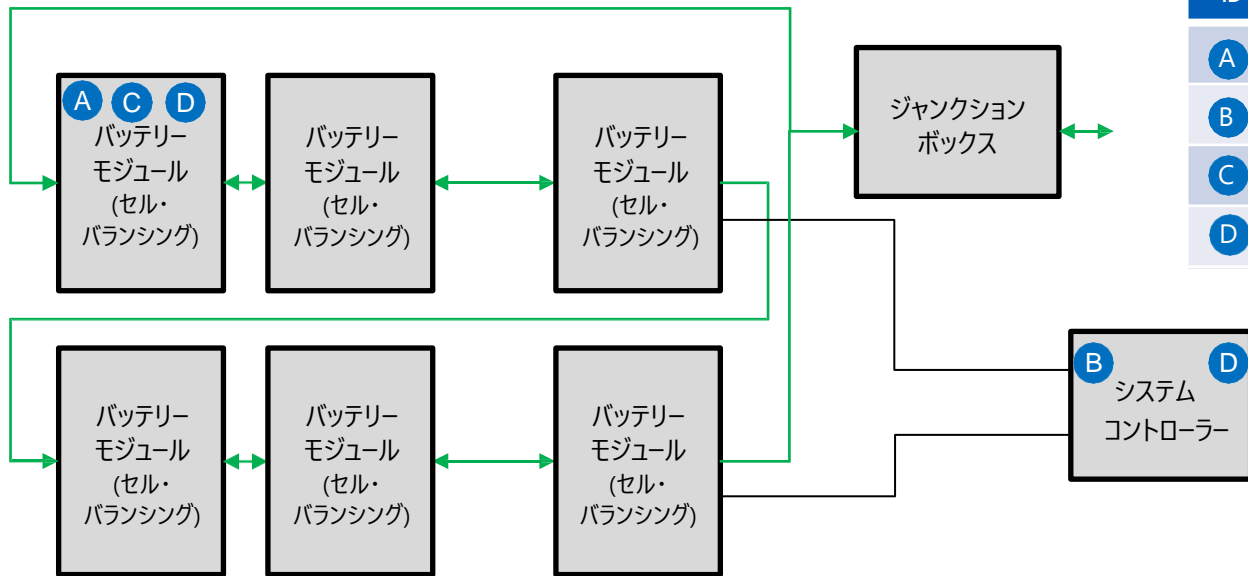 A C D
バッテリー
モジュール
(セル・
バランシング)
バッテリー
モジュール
(セル・
バランシング)
バッテリー
モジュール
(セル・
バランシング)
ジャンクション
ボックス
A
B
C
D
バッテリー
モジュール
(セル・
バランシング)
バッテリー
モジュール
(セル・
バランシング)
バッテリー
モジュール
(セル・
バランシング)
B D
システム
コントローラー